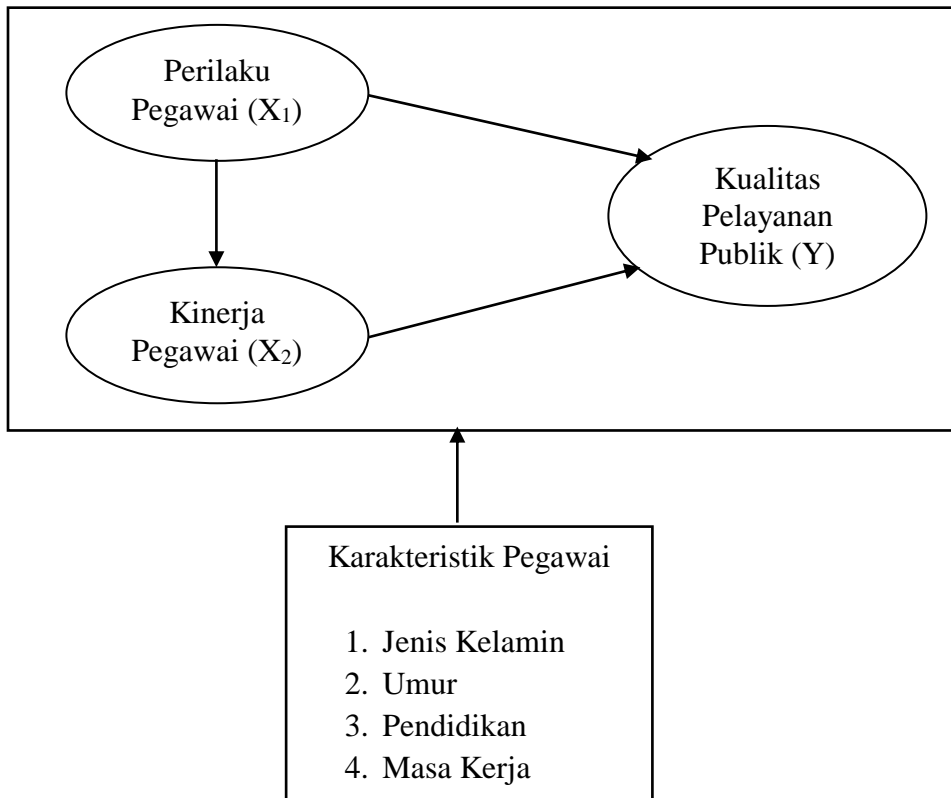 Perilaku
Pegawai (X₁)
Kualitas
Pelayanan
Publik (Y)
Kinerja
Pegawai (X₂)
Karakteristik Pegawai
1. Jenis Kelamin
2. Umur
3. Pendidikan
4. Masa Kerja